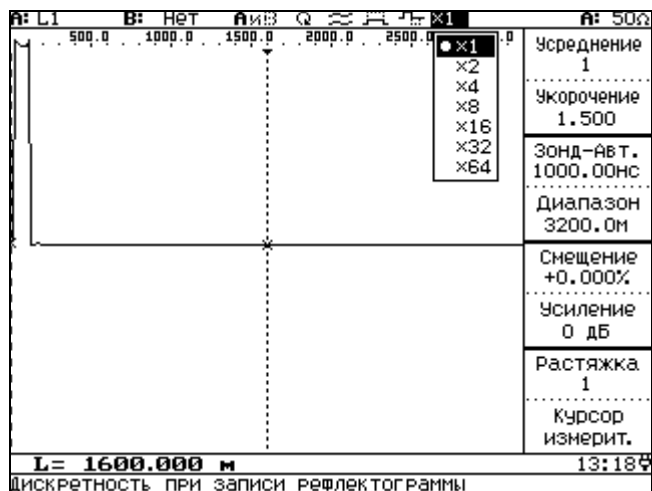 A: L1 B: Нет АиВ ×1 A: 50Ω
500.0 1000.0 1500.0 2000.0 2500.0
×1
×2
×4
×8
×16
×32
×64
Усреднение
1
Укорочение
1.500
Зонд-Авт.
1000.00нс
Диапазон
3200.0м
Смещение
+0.000%
Усиление
0 дБ
Растяжка
1
Курсор
измерит.
L= 1600.000 м 13:18
Дискретность при записи рефлектограммы